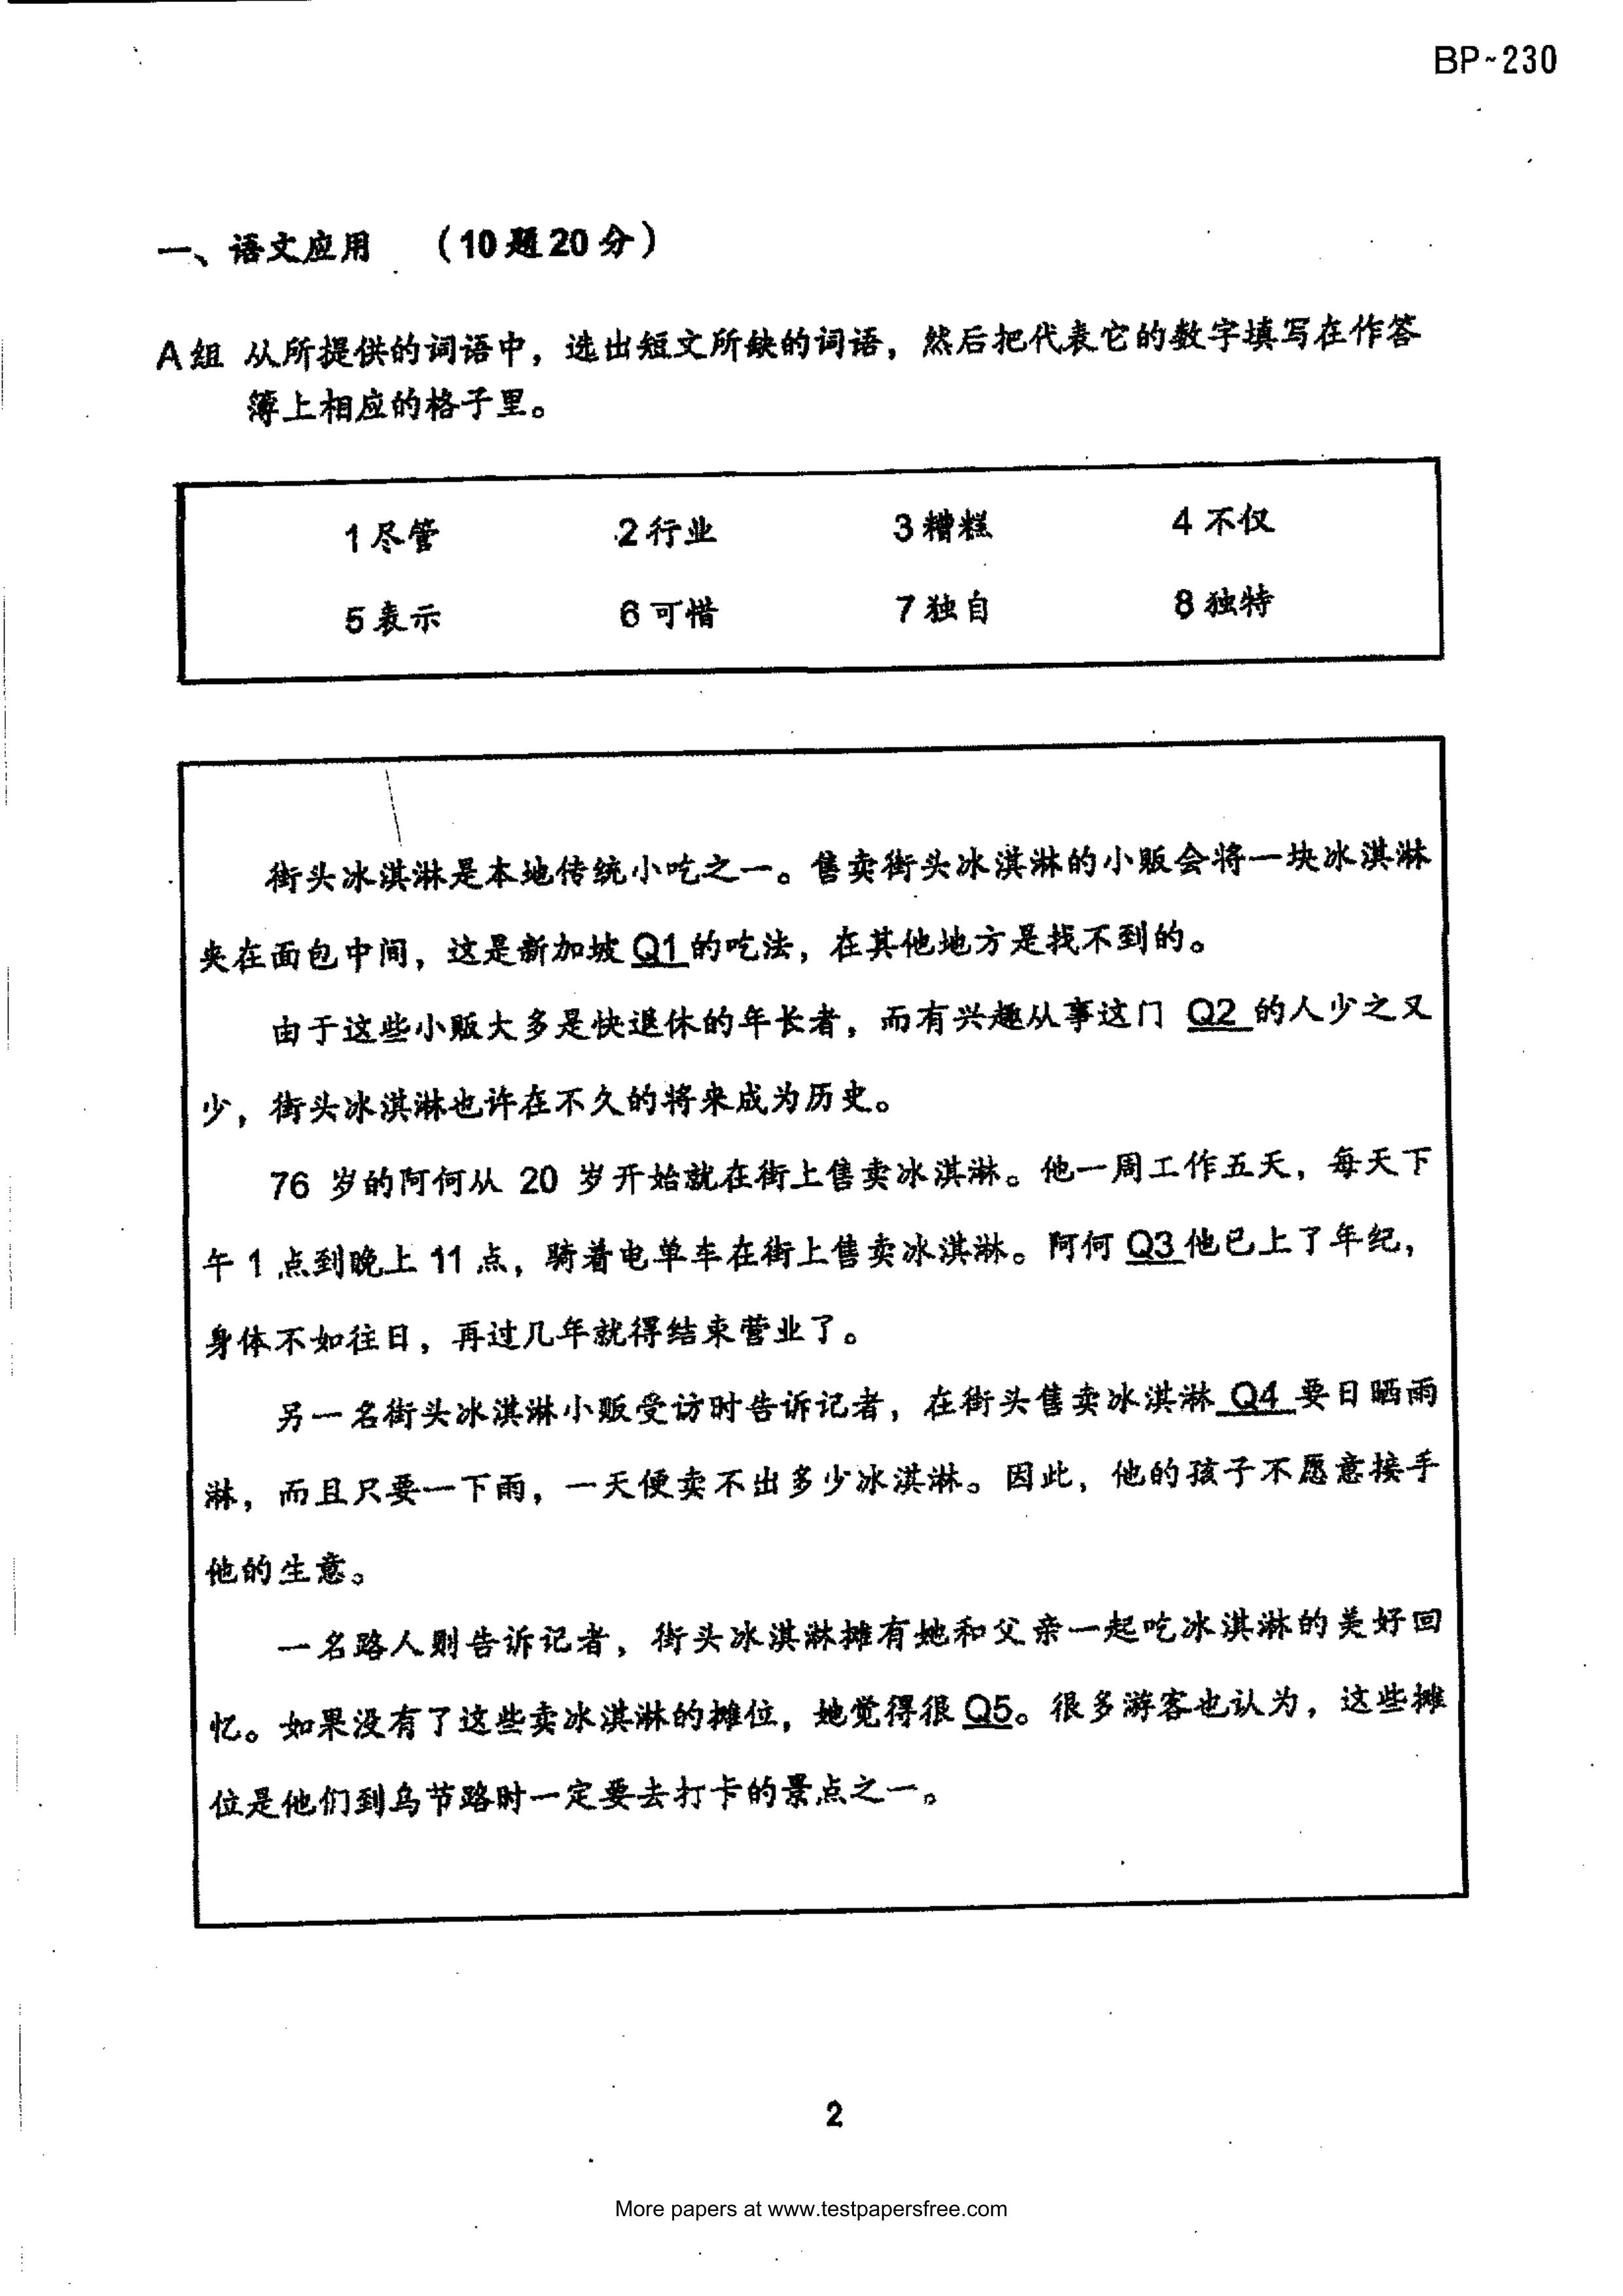 BP-230
一、语文应用 （10题20分）
A组 从所提供的词语中，选出短文所缺的词语，然后把代表它的数字填写在作答
簿上相应的格子里。
1 尽管 2 行业 3 糟糕 4 不仅
5 表示 6 可惜 7 独自 8 独特
街头冰淇淋是本地传统小吃之一。售卖街头冰淇淋的小贩会将一块冰淇淋
夹在面包中间，这是新加坡 Q1 的吃法，在其他地方是找不到的。
由于这些小贩大多是快退休的年长者，而有兴趣从事这门 Q2 的人少之又
少，街头冰淇淋也许在不久的将来成为历史。
76 岁的阿何从 20 岁开始就在街上售卖冰淇淋。他一周工作五天，每天下
午 1 点到晚上 11 点，骑着电单车在街上售卖冰淇淋。阿何 Q3 他已上了年纪，
身体不如往日，再过几年就得结束营业了。
另一名街头冰淇淋小贩受访时告诉记者，在街头售卖冰淇淋 Q4 要日晒雨
淋，而且只要一下雨，一天便卖不出多少冰淇淋。因此，他的孩子不愿意接手
他的生意。
一名路人则告诉记者，街头冰淇淋摊有她和父亲一起吃冰淇淋的美好回
忆。如果没有了这些卖冰淇淋的摊位，她觉得很 Q5。很多游客也认为，这些摊
位是他们到乌节路时一定要去打卡的景点之一。
2
More papers at www.testpapersfree.com